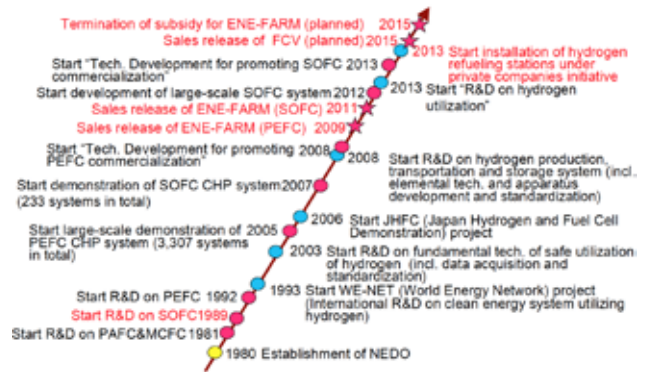 Termination of subsidy for ENE-FARM (planned) 2015
Sales release of FCV (planned) 2015
2013 Start installation of hydrogen
refueling stations under
private companies initiative
Start "Tech. Development for promoting SOFC 2013
commercialization"
2013 Start "R&D on hydrogen
utilization"
Start development of large-scale SOFC system 2012
Sales release of ENE-FARM (SOFC) 2011
Sales release of ENE-FARM (PEFC) 2009
Start "Tech. Development for promoting 2008
PEFC commercialization"
2008 Start R&D on hydrogen production,
transportation and storage system (incl.
elemental tech. and apparatus
development and standardization)
Start demonstration of SOFC CHP system 2007
(233 systems in total)
2006 Start JHFC (Japan Hydrogen and Fuel Cell
Demonstration) project
Start large-scale demonstration of 2005
PEFC CHP system (3,307 systems
in total)
2003 Start R&D on fundamental tech. of safe utilization
of hydrogen (incl. data acquisition and
standardization)
1993 Start WE-NET (World Energy Network) project
(International R&D on clean energy system utilizing
hydrogen)
Start R&D on PEFC 1992
Start R&D on SOFC1989
Start R&D on PAFC&MCFC 1981
1980 Establishment of NEDO